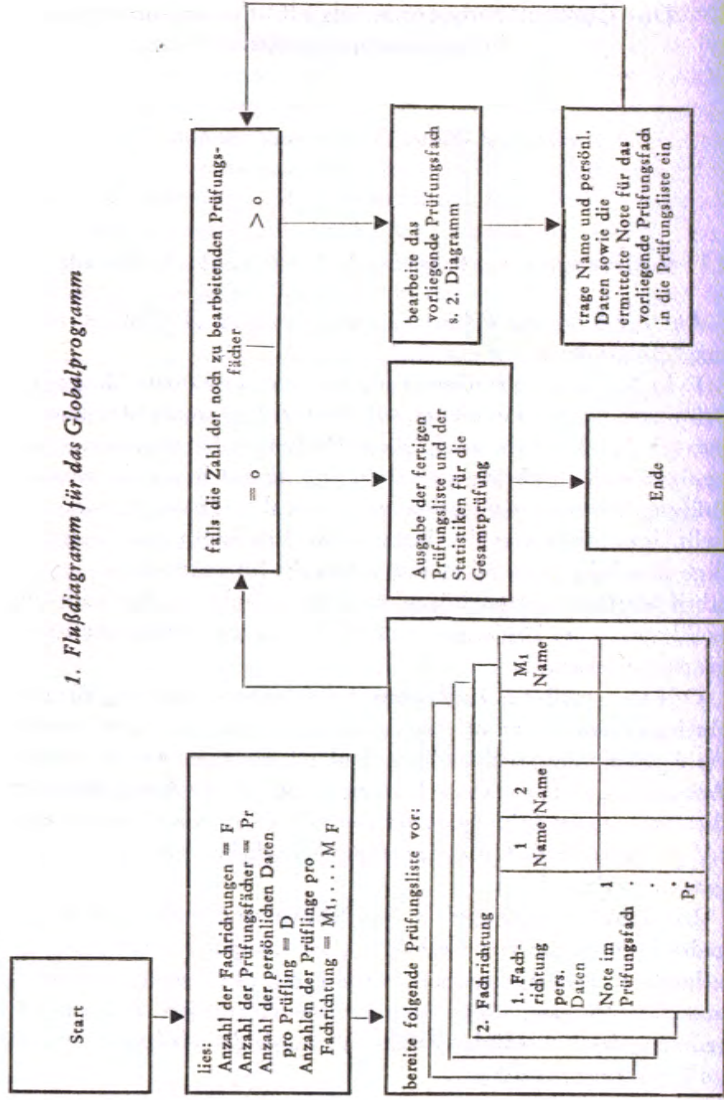 1. Flußdiagramm für das Globalprogramm
Start
lies:
Anzahl der Fachrichtungen = F
Anzahl der Prüfungsfächer = Pr
Anzahl der persönlichen Daten
pro Prüfling = D
Anzahlen der Prüflinge pro
Fachrichtung = M1, . . . M F
bereite folgende Prüfungsliste vor:
2. Fachrichtung
1. Fach-
richtung
pers.
Daten
1
Name
2
Name
M1
Name
Note im
Prüfungsfach 1
.
.
Pr
falls die Zahl der noch zu bearbeitenden Prüfungs-
fächer
= o
> o
Ausgabe der fertigen
Prüfungsliste und der
Statistiken für die
Gesamtprüfung
Ende
bearbeite das
vorliegende Prüfungsfach
s. 2. Diagramm
trage Name und persönl.
Daten sowie die
ermittelte Note für das
vorliegende Prüfungsfach
in die Prüfungsliste ein